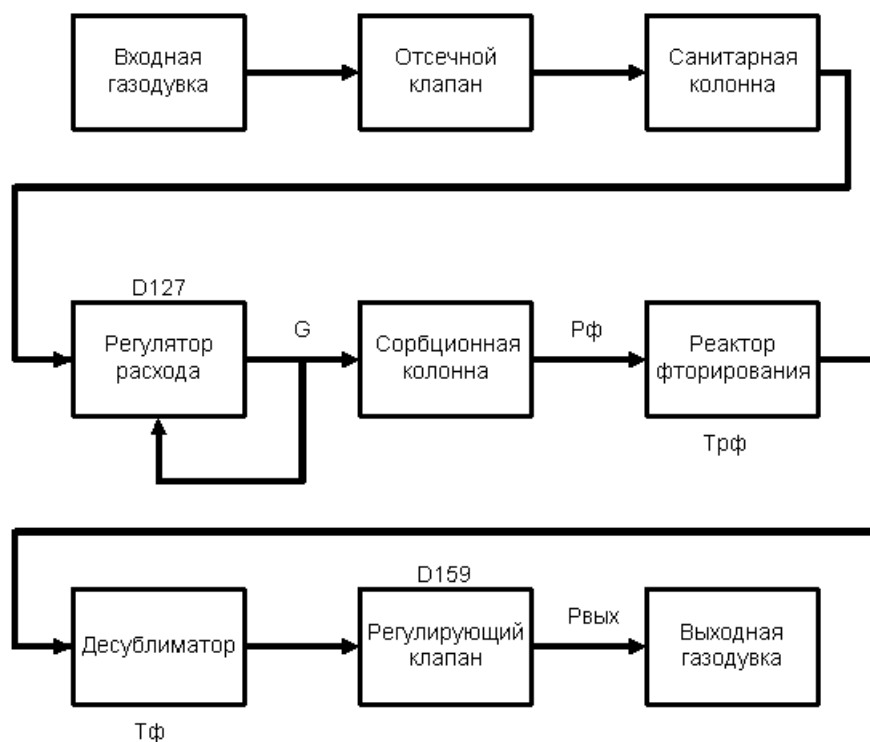 Входная
газодувка
Отсечной
клапан
Санитарная
колонна
D127
Регулятор
расхода
G
Сорбционная
колонна
Рф
Реактор
фторирования
Трф
Десублиматор
Тф
D159
Регулирующий
клапан
Рвых
Выходная
газодувка